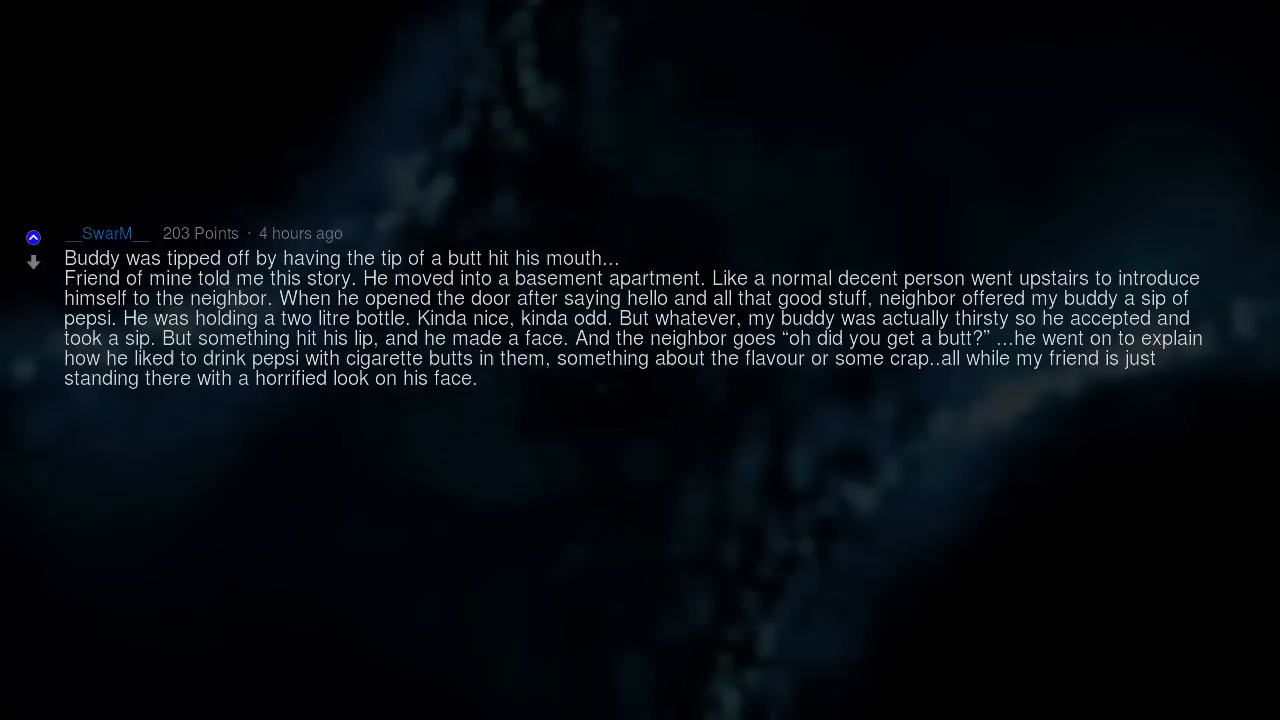 __SwarM__ 203 Points · 4 hours ago
Buddy was tipped off by having the tip of a butt hit his mouth...
Friend of mine told me this story. He moved into a basement apartment. Like a normal decent person went upstairs to introduce
himself to the neighbor. When he opened the door after saying hello and all that good stuff, neighbor offered my buddy a sip of
pepsi. He was holding a two litre bottle. Kinda nice, kinda odd. But whatever, my buddy was actually thirsty so he accepted and
took a sip. But something hit his lip, and he made a face. And the neighbor goes “oh did you get a butt?” ...he went on to explain
how he liked to drink pepsi with cigarette butts in them, something about the flavour or some crap..all while my friend is just
standing there with a horrified look on his face.